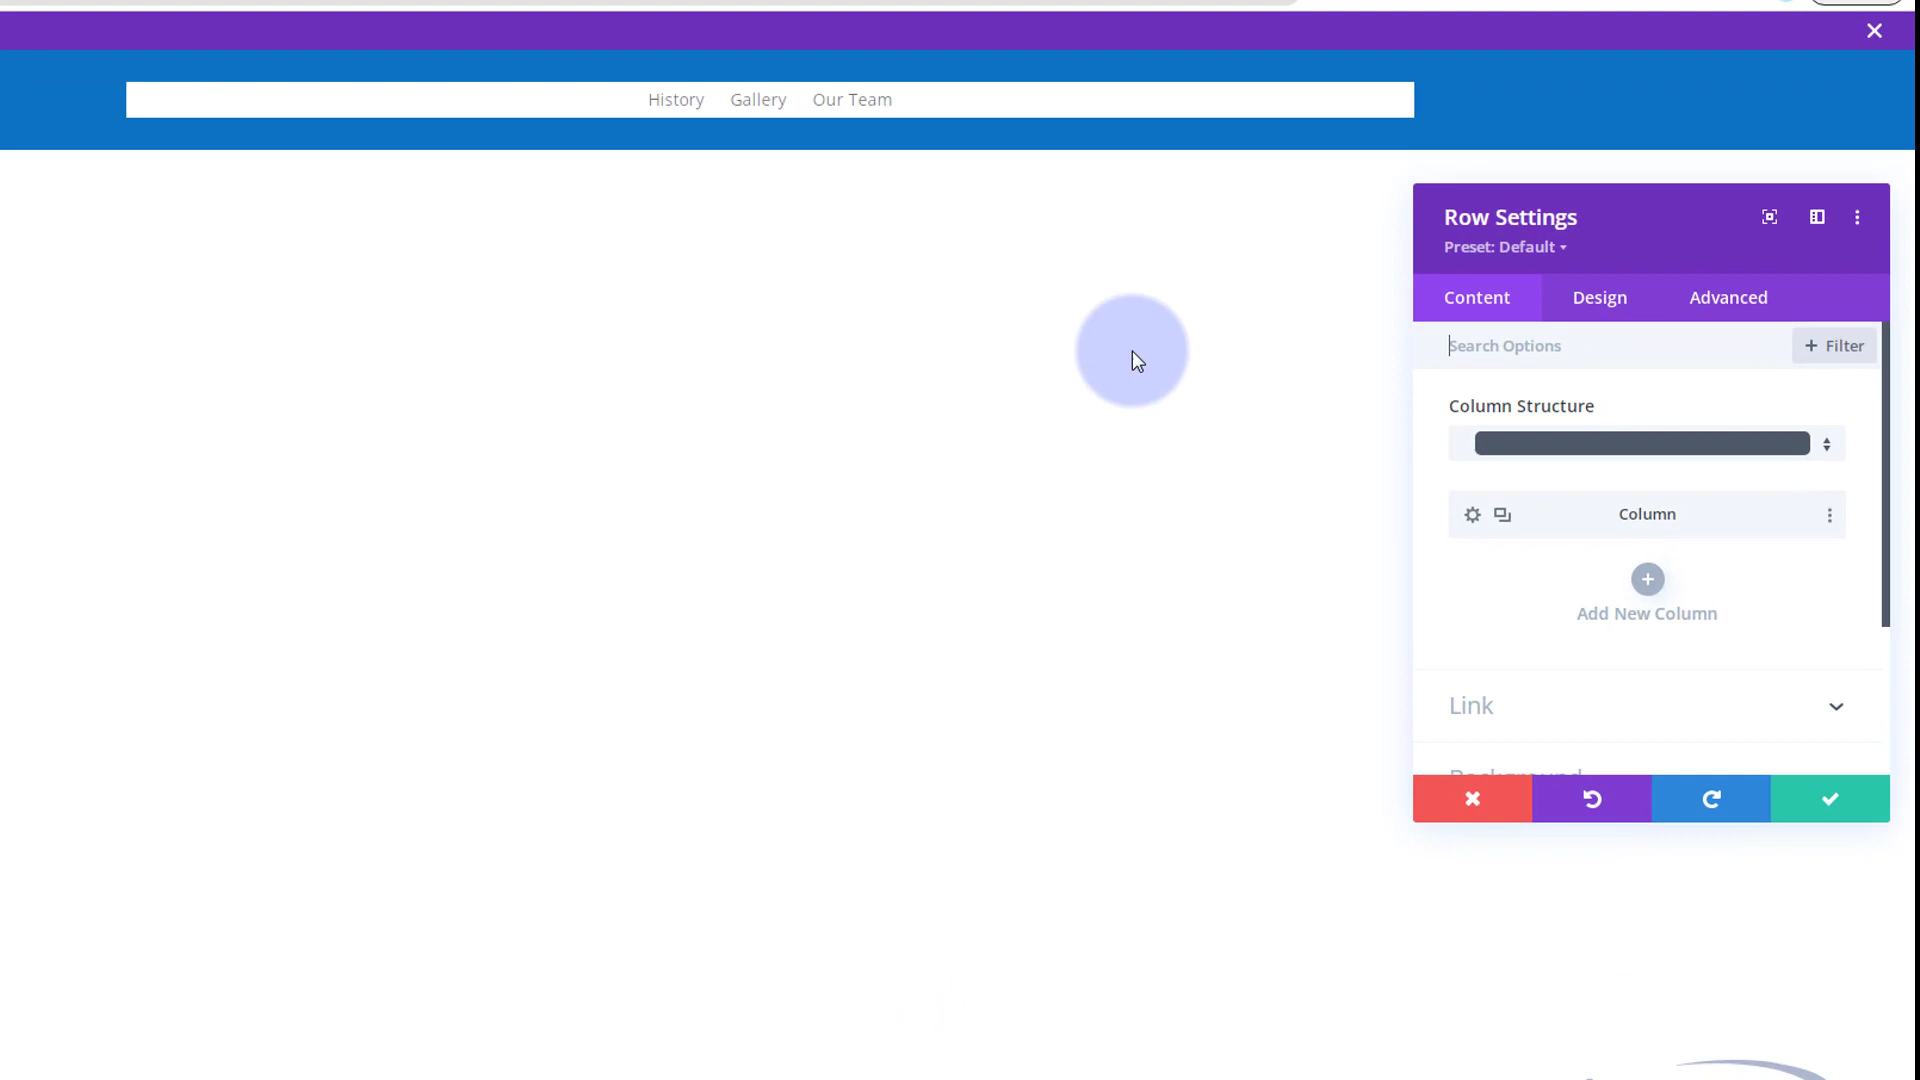 History Gallery Our Team
Row Settings
Preset: Default
Content Design Advanced
Search Options
Filter
Column Structure
Column
Add New Column
Link
Background